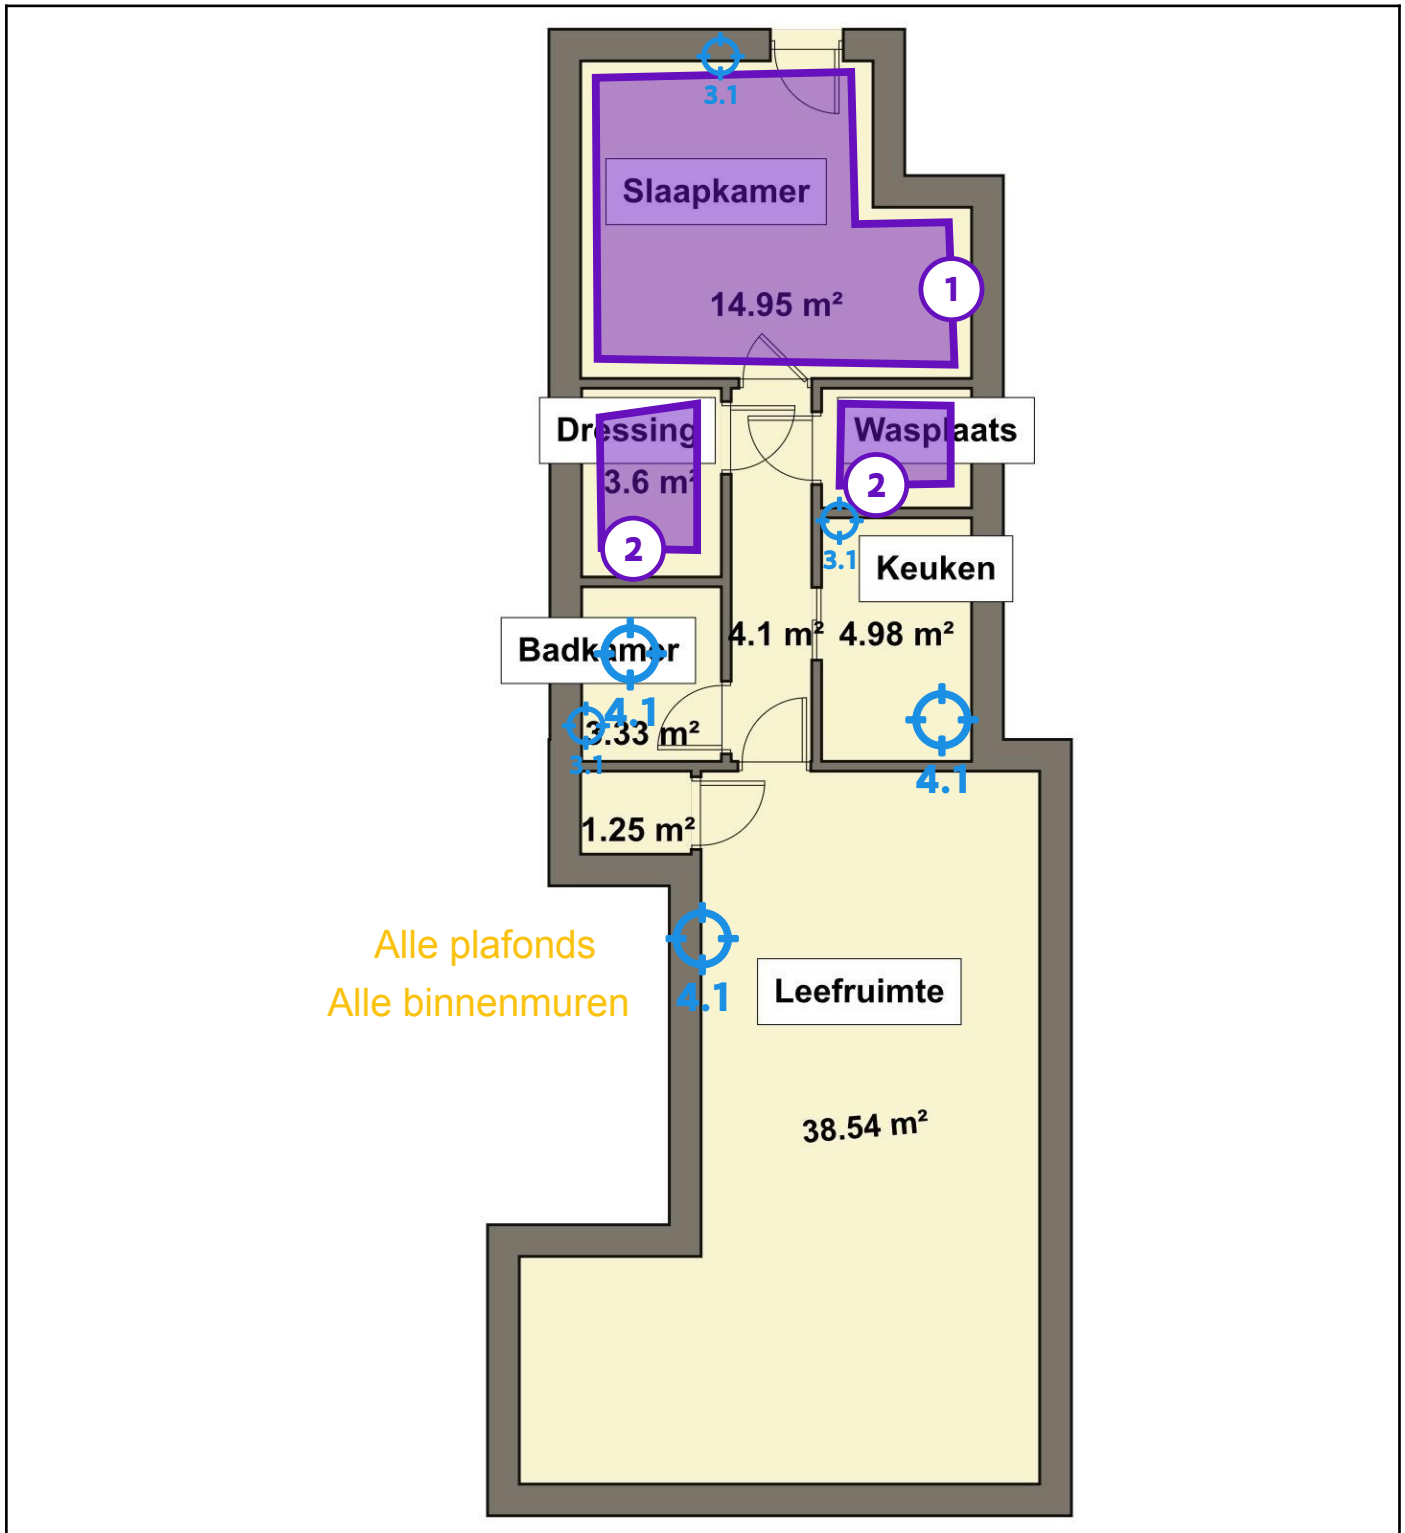 3.1
Slaapkamer
1
14.95 m²
Dressing
Wasplaats
3.6 m²
2
2
3.1
Keuken
Badkamer
4.1 m²
4.98 m²
4.1
3.33 m²
3.1
4.1
1.25 m²
Alle plafonds
Alle binnenmuren
4.1
Leefruimte
38.54 m²